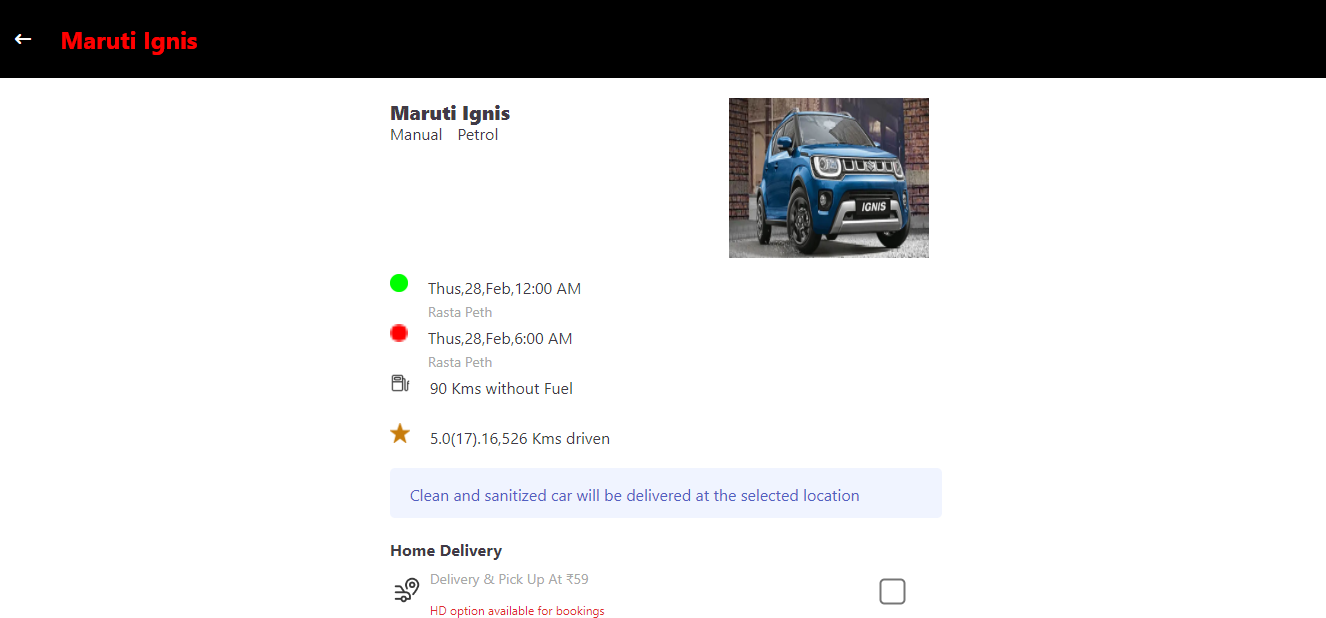 Maruti Ignis
Maruti Ignis
Manual Petrol
IGNIS
Thus,28,Feb,12:00 AM
Rasta Peth
Thus,28,Feb,6:00 AM
Rasta Peth
90 Kms without Fuel
5.0(17).16,526 Kms driven
Clean and sanitized car will be delivered at the selected location
Home Delivery
Delivery & Pick Up At ₹59
HD option available for bookings